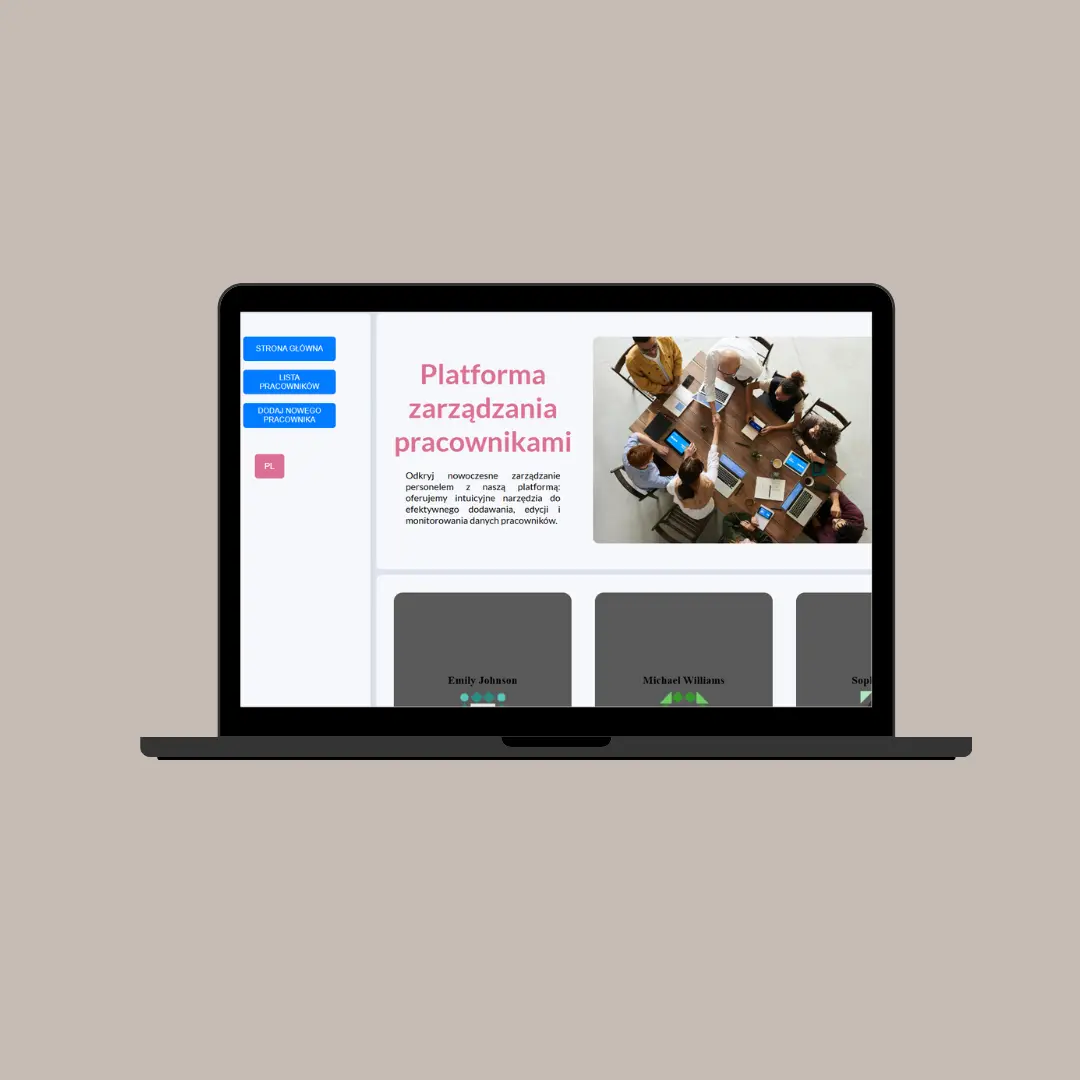 STRONA GŁÓWNA
LISTA
PRACOWNIKÓW
DODAJ NOWEGO
PRACOWNIKA
PL
Platforma
zarządzania
pracownikami
Odkryj nowoczesne zarządzanie
personelem z naszą platformą:
oferujemy intuicyjne narzędzia do
efektywnego dodawania, edycji i
monitorowania danych pracowników.
Emily Johnson
Michael Williams